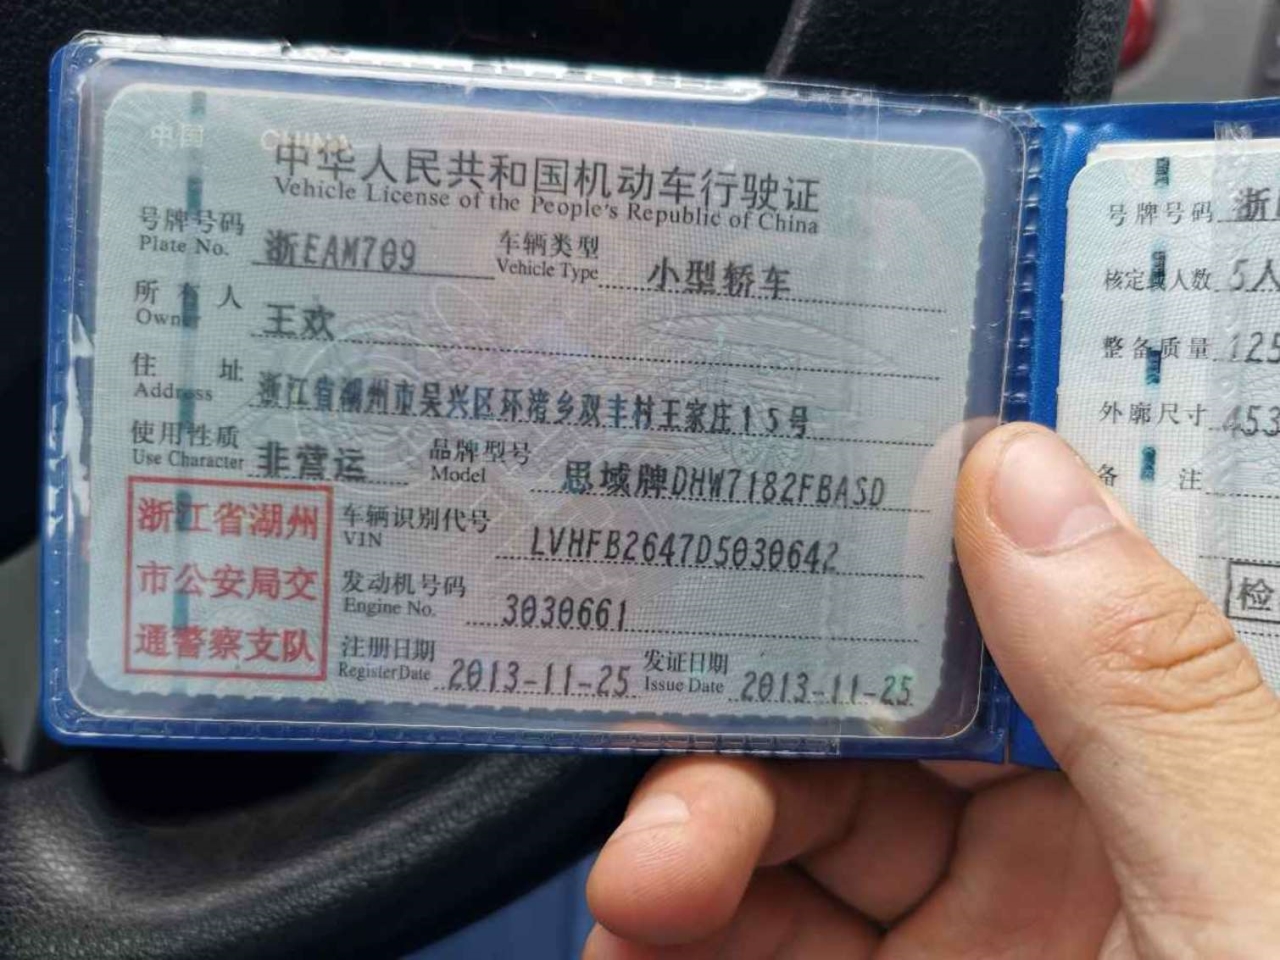 中国 CHINA
中华人民共和国机动车行驶证
Vehicle License of the People's Republic of China
号牌号码 浙EAM709 车辆类型 小型轿车
Plate No. Vehicle Type
所有人 王欢
Owner
住址 浙江省湖州市吴兴区环渚乡双丰村王家庄15号
Address
使用性质 非营运 品牌型号 思域牌DHW7182FBASD
Use Character Model
浙江省湖州
市公安局交
通警察支队
车辆识别代号 LVHFB2647D5030642
VIN
发动机号码 3030661
Engine No.
注册日期 2013-11-25 发证日期 2013-11-25
Register Date Issue Date
号牌号码 浙
核定载人数 5人
整备质量 125
外廓尺寸 453
备注
检